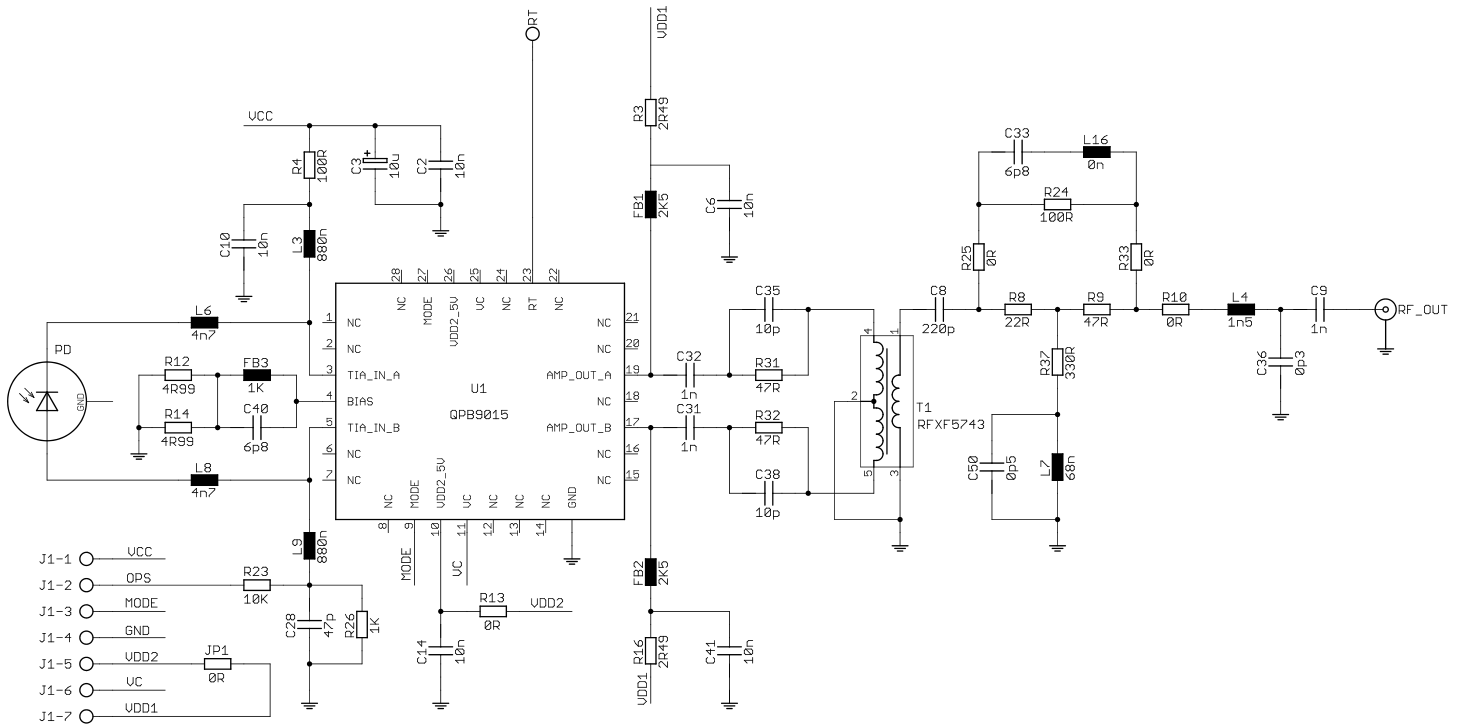 RT
VDD1
VCC
R4 100R
C3 + 10u
C2 10n
R3 2R49
C10 10n
L3 880n
FB1 2K5
C6 10n
C33 6p8
L16 0n
R24 100R
R25 0R
R33 0R
28 27 26 25 24 23 22
NC MODE VDD2_5V VC NC RT NC
L6 4n7
PD
GND
R12 4R99
FB3 1K
R14 4R99
C40 6p8
L8 4n7
1 NC
2 NC
3 TIA_IN_A
4 BIAS
5 TIA_IN_B
6 NC
7 NC
U1
QPB9015
NC 21
NC 20
AMP_OUT_A 19
NC 18
AMP_OUT_B 17
NC 16
NC 15
NC MODE VDD2_5V VC NC NC NC GND
8 9 10 11 12 13 14
C35 10p
C32 1n
R31 47R
C31 1n
R32 47R
C38 10p
4 1
2
5 3
T1
RFXF5743
C8 220p
R8 22R
R9 47R
R10 0R
L4 1n5
C9 1n
RF_OUT
R37 330R
C36 0p3
C50 0p5
L7 68n
L9 880n
MODE
VC
FB2 2K5
J1-1 VCC
J1-2 OPS
R23 10K
J1-3 MODE
J1-4 GND
J1-5 VDD2
JP1 0R
J1-6 VC
J1-7 VDD1
C28 47p
R26 1K
R13 0R
VDD2
C14 10n
R16 2R49
C41 10n
VDD1